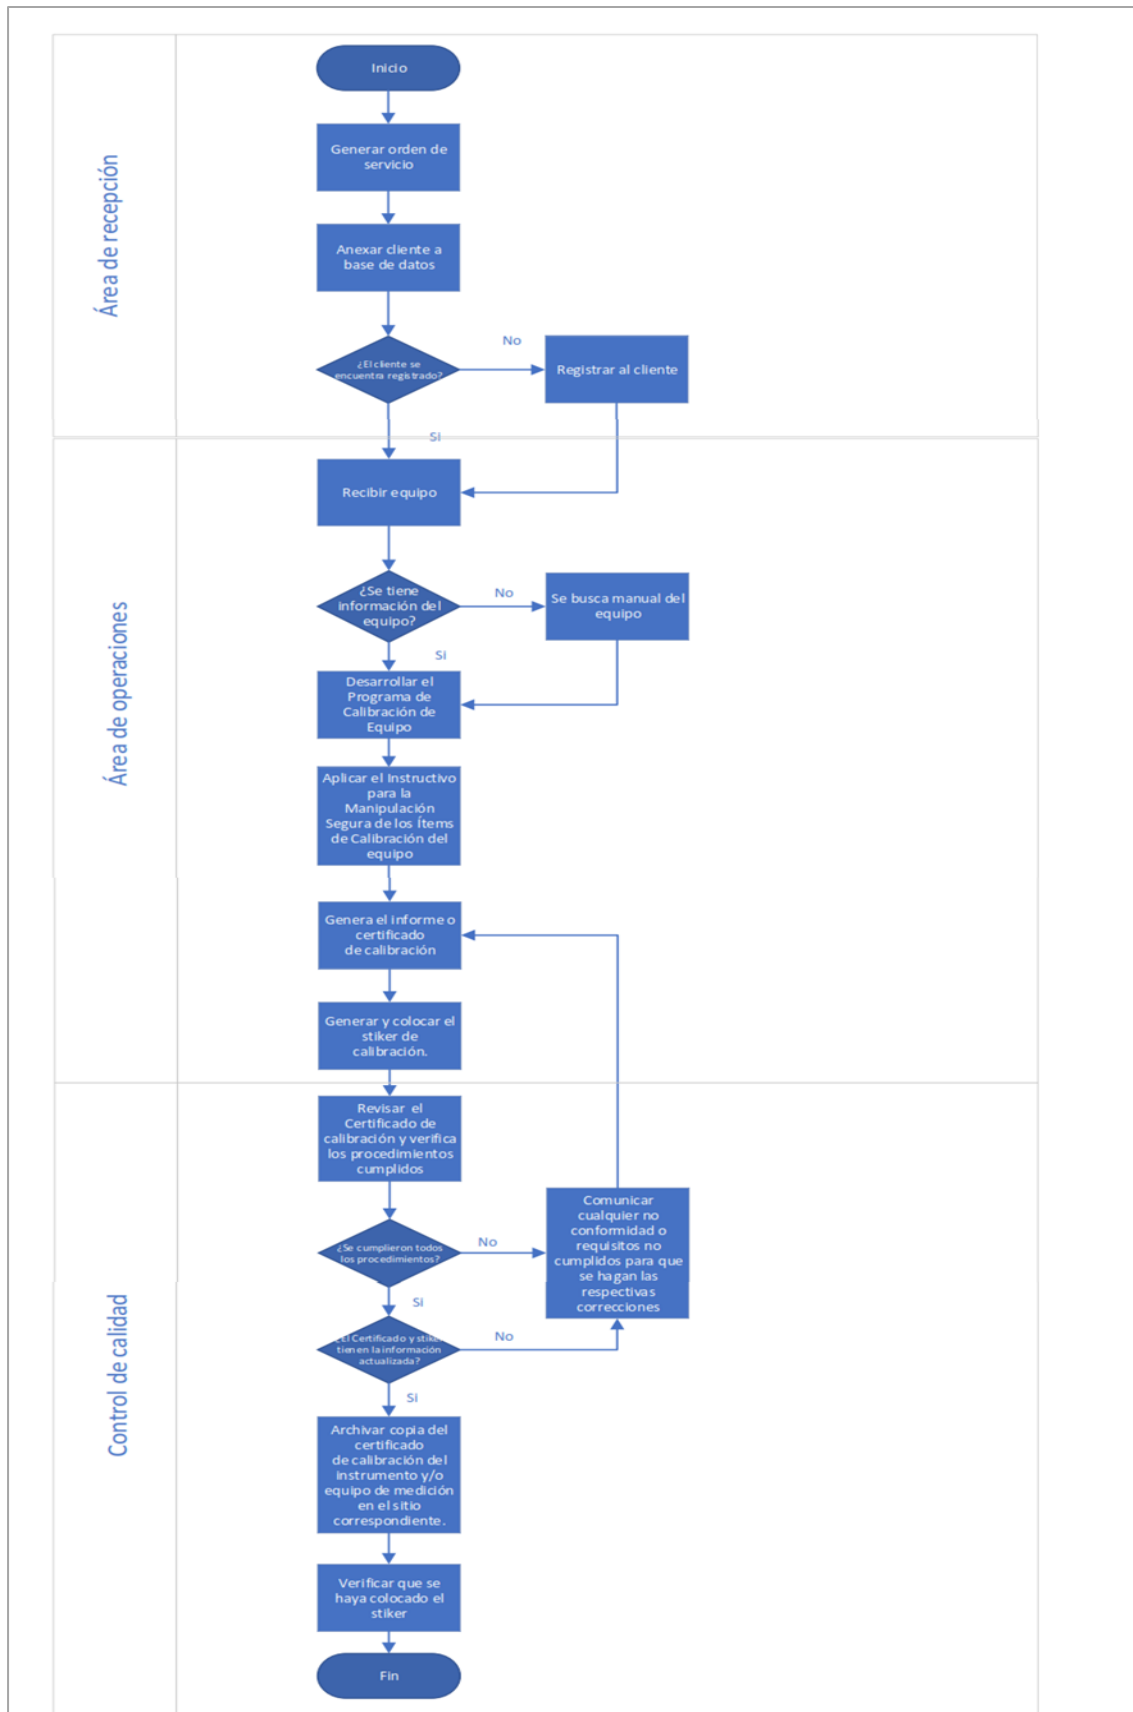 Área de recepción
Inicio
Generar orden de
servicio
Anexar cliente a
base de datos
¿El cliente se
encuentra registrado?
No
Registrar al cliente
Si
Área de operaciones
Recibir equipo
¿Se tiene
información del
equipo?
No
Se busca manual del
equipo
Si
Desarrollar el
Programa de
Calibración de
Equipo
Aplicar el Instructivo
para la
Manipulación
Segura de los Ítems
de Calibración del
equipo
Genera el informe o
certificado
de calibración
Generar y colocar el
stiker de
calibración.
Control de calidad
Revisar el
Certificado de
calibración y verifica
los procedimientos
cumplidos
¿Se cumplieron todos
los procedimientos?
No
Comunicar
cualquier no
conformidad o
requisitos no
cumplidos para que
se hagan las
respectivas
correcciones
Si
¿El Certificado y stiker
tienen la información
actualizada?
No
Si
Archivar copia del
certificado
de calibración del
instrumento y/o
equipo de medición
en el sitio
correspondiente.
Verificar que se
haya colocado el
stiker
Fin